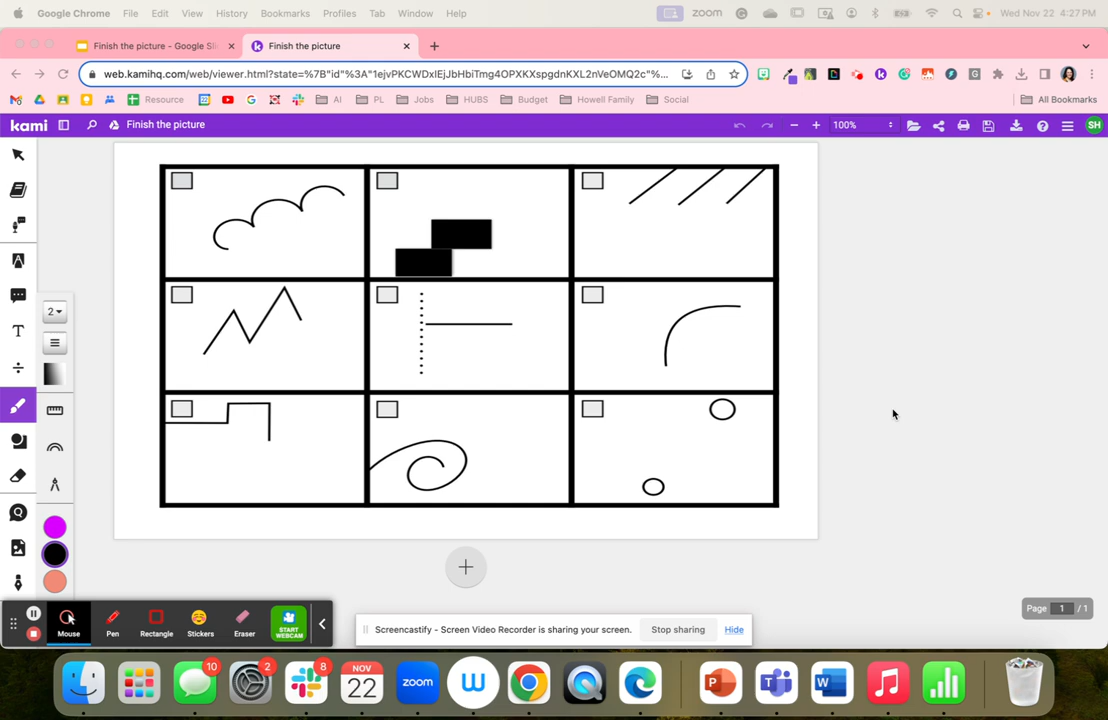 Google Chrome File Edit View History Bookmarks Profiles Tab Window Help zoom Wed Nov 22 4:27 PM
Finish the picture - Google Sli Finish the picture
web.kamihq.com/web/viewer.html?state=%7B"id"%3A"1ejvPKCWDxIEjJbHbiTmg4OPXKXspgdnKXL2nVeOMQ2c"%...
Resource AI PL Jobs HUBS Budget Howell Family Social All Bookmarks
kami Finish the picture 100% SH
2
START
WEBCAM
Mouse Pen Rectangle Stickers Eraser
Screencastify - Screen Video Recorder is sharing your screen. Stop sharing Hide
Page 1 / 1
10 2 8 NOV
22 zoom W P T W